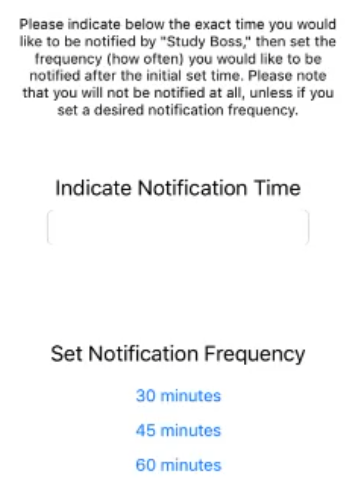 Please indicate below the exact time you would
like to be notified by "Study Boss," then set the
frequency (how often) you would like to be
notified after the initial set time. Please note
that you will not be notified at all, unless if you
set a desired notification frequency.
Indicate Notification Time
Set Notification Frequency
30 minutes
45 minutes
60 minutes